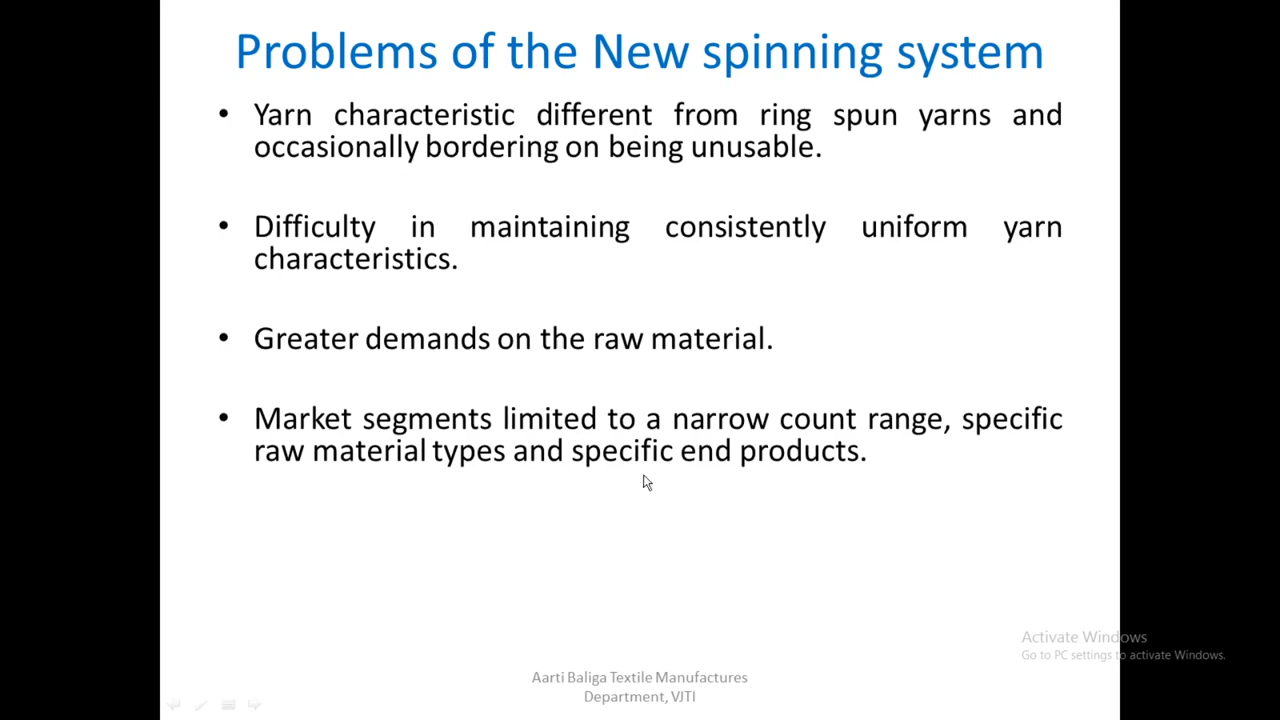 Problems of the New spinning system
• Yarn characteristic different from ring spun yarns and
occasionally bordering on being unusable.
• Difficulty in maintaining consistently uniform yarn
characteristics.
• Greater demands on the raw material.
• Market segments limited to a narrow count range, specific
raw material types and specific end products.
Activate Windows
Go to PC settings to activate Windows.
Aarti Baliga Textile Manufactures
Department, VJTI